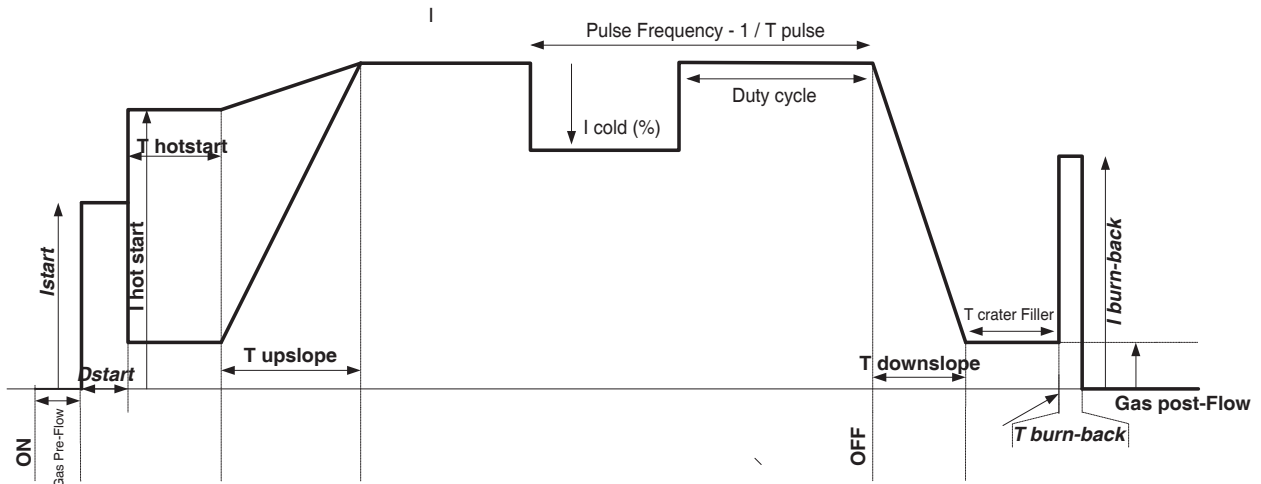 I
Pulse Frequency - 1 / T pulse
Duty cycle
I cold (%)
T hotstart
I hot start
Istart
Dstart
T upslope
T crater Filler
T downslope
I burn-back
Gas post-Flow
T burn-back
ON
Gas Pre-Flow
OFF